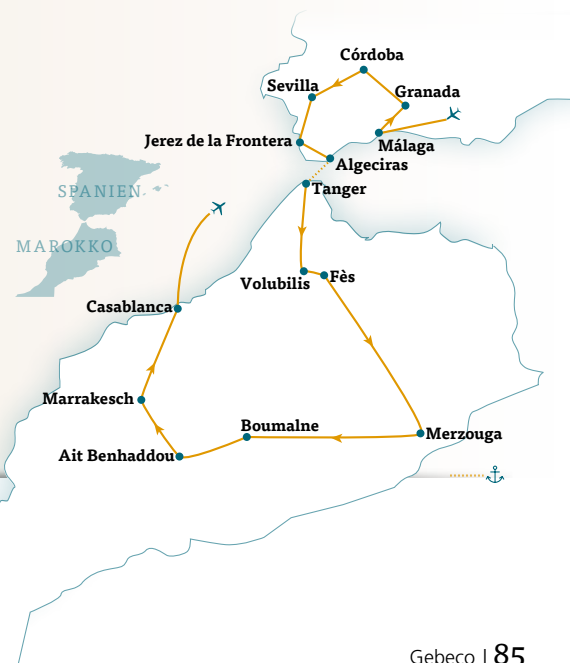 Córdoba
Sevilla
Granada
Jerez de la Frontera
Málaga
Algeciras
SPANIEN
Tanger
MAROKKO
Volubilis
Fès
Casablanca
Marrakesch
Boumalne
Merzouga
Ait Benhaddou
Gebeco | 85